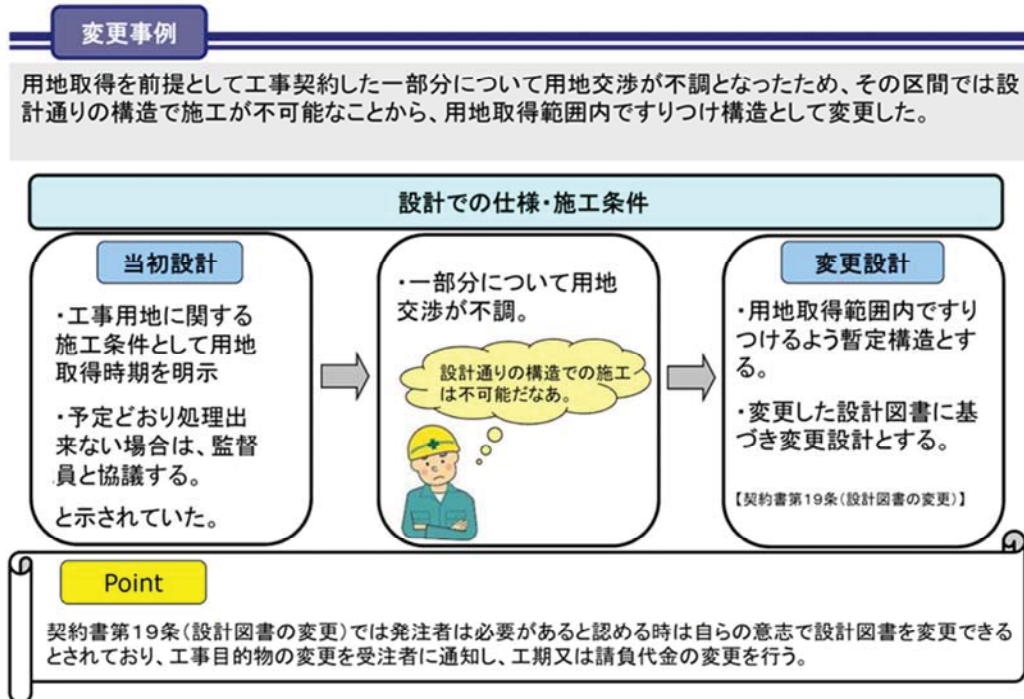 変更事例
用地取得を前提として工事契約した一部分について用地交渉が不調となったため、その区間では設
計通りの構造で施工が不可能なことから、用地取得範囲内ですりつけ構造として変更した。
設計での仕様・施工条件
当初設計
・工事用地に関する
施工条件として用地
取得時期を明示
・予定どおり処理出
来ない場合は、監督
員と協議する。
と示されていた。
・一部分について用地
交渉が不調。
設計通りの構造での施工
は不可能だなあ。
変更設計
・用地取得範囲内ですり
つけるよう暫定構造とす
る。
・変更した設計図書に基
づき変更設計とする。
【契約書第19条(設計図書の変更)】
Point
契約書第19条(設計図書の変更)では発注者は必要があると認める時は自らの意志で設計図書を変更できる
とされており、工事目的物の変更を受注者に通知し、工期又は請負代金の変更を行う。